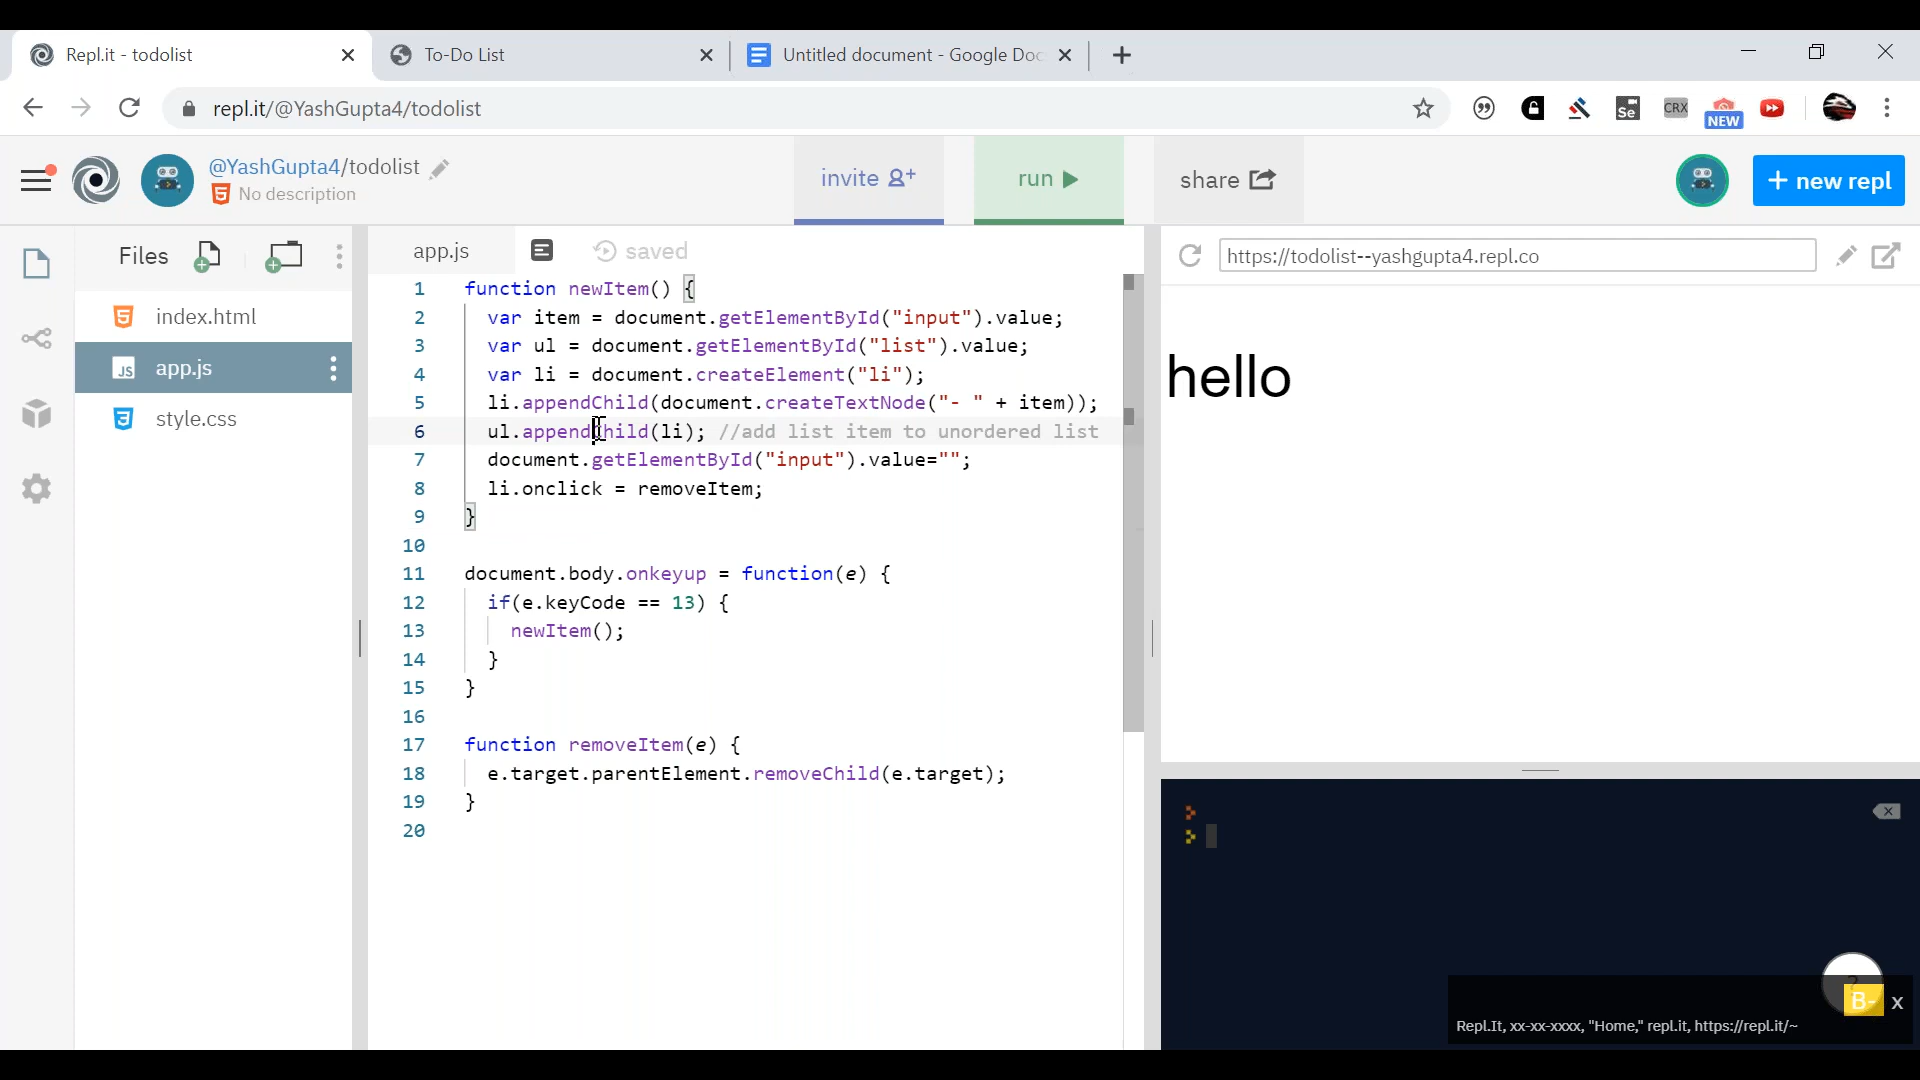 Repl.it - todolist
To-Do List
Untitled document - Google Doc
repl.it/@YashGupta4/todolist
Se
CRX
NEW
@YashGupta4/todolist
No description
invite
run
share
+ new repl
Files
app.js
saved
https://todolist--yashgupta4.repl.co
index.html
app.js
style.css
1 function newItem() {
2 var item = document.getElementById("input").value;
3 var ul = document.getElementById("list").value;
4 var li = document.createElement("li");
5 li.appendChild(document.createTextNode("- " + item));
6 ul.appendChild(li); //add list item to unordered list
7 document.getElementById("input").value="";
8 li.onclick = removeItem;
9 }
10
11 document.body.onkeyup = function(e) {
12 if(e.keyCode == 13) {
13 newItem();
14 }
15 }
16
17 function removeItem(e) {
18 e.target.parentElement.removeChild(e.target);
19 }
20
hello
?
B-
x
Repl.It, xx-xx-xxxx, "Home," repl.it, https://repl.it/~